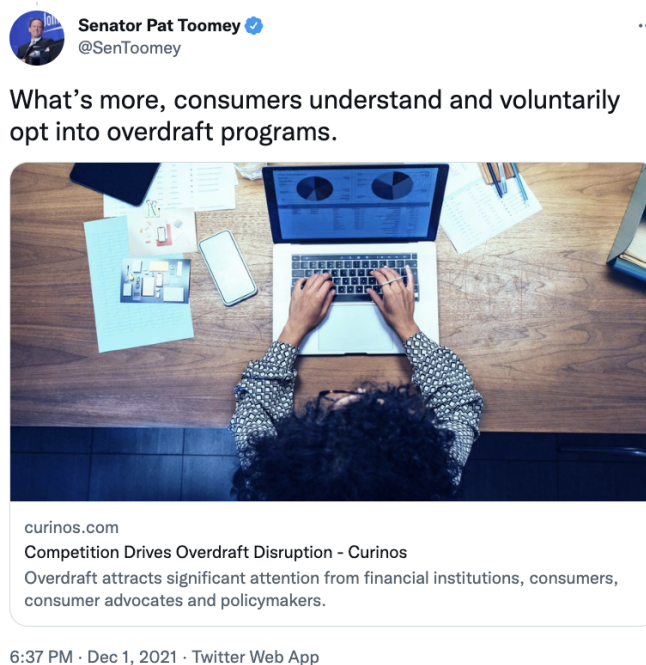 Senator Pat Toomey
@SenToomey
What’s more, consumers understand and voluntarily
opt into overdraft programs.
curinos.com
Competition Drives Overdraft Disruption - Curinos
Overdraft attracts significant attention from financial institutions, consumers,
consumer advocates and policymakers.
6:37 PM · Dec 1, 2021 · Twitter Web App